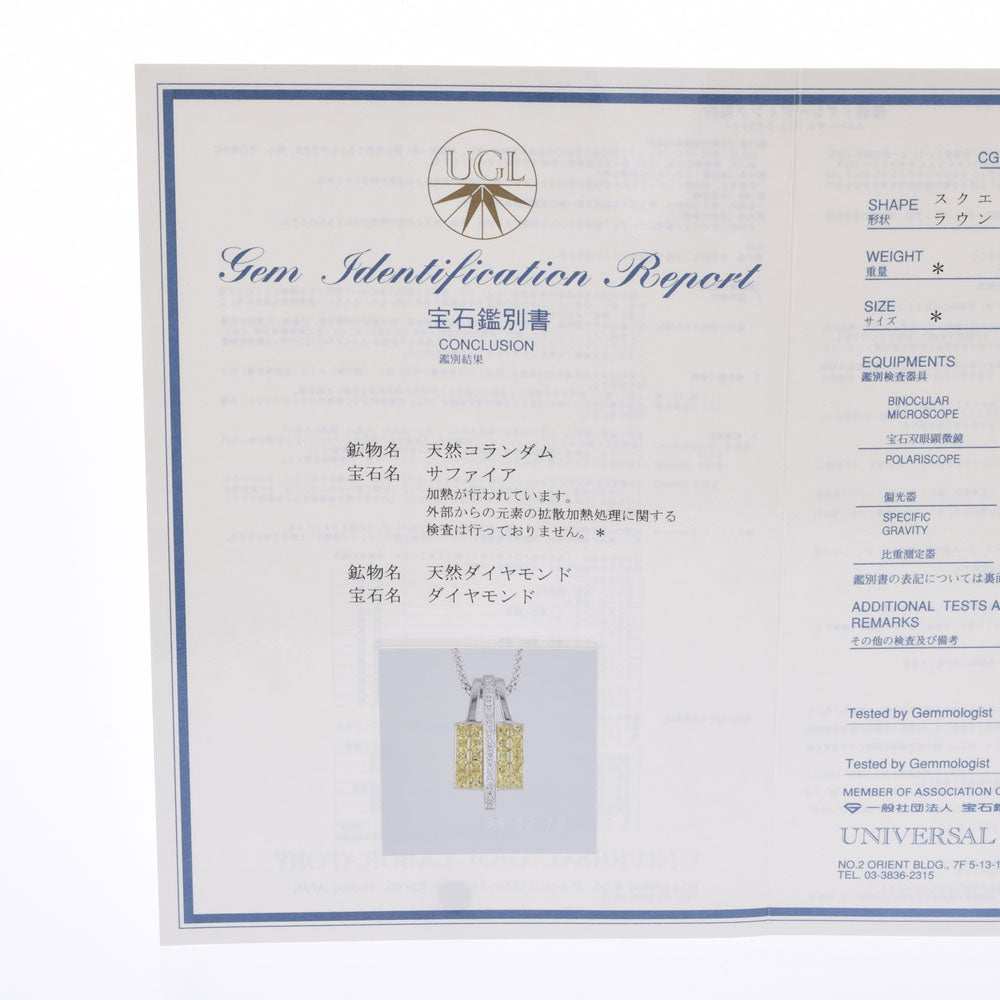 UGL
Gem Identification Report
宝石鑑別書
CONCLUSION
鑑別結果
鉱物名 天然コランダム
宝石名 サファイア
加熱が行われています。
外部からの元素の拡散加熱処理に関する
検査は行っておりません。*
鉱物名 天然ダイヤモンド
宝石名 ダイヤモンド
36 62 70
CG
SHAPE スクエ
形状 ラウン
WEIGHT
重量 *
SIZE
サイズ *
EQUIPMENTS
鑑別検査器具
BINOCULAR
MICROSCOPE
宝石双眼顕微鏡
POLARISCOPE
偏光器
SPECIFIC
GRAVITY
比重測定器
鑑別書の表記については裏面
ADDITIONAL TESTS A
REMARKS
その他の検査及び備考
Tested by Gemmologist
Tested by Gemmologist
MEMBER OF ASSOCIATION O
一般社団法人 宝石鑑
UNIVERSAL
NO.2 ORIENT BLDG., 7F 5-13-1
TEL. 03-3836-2315